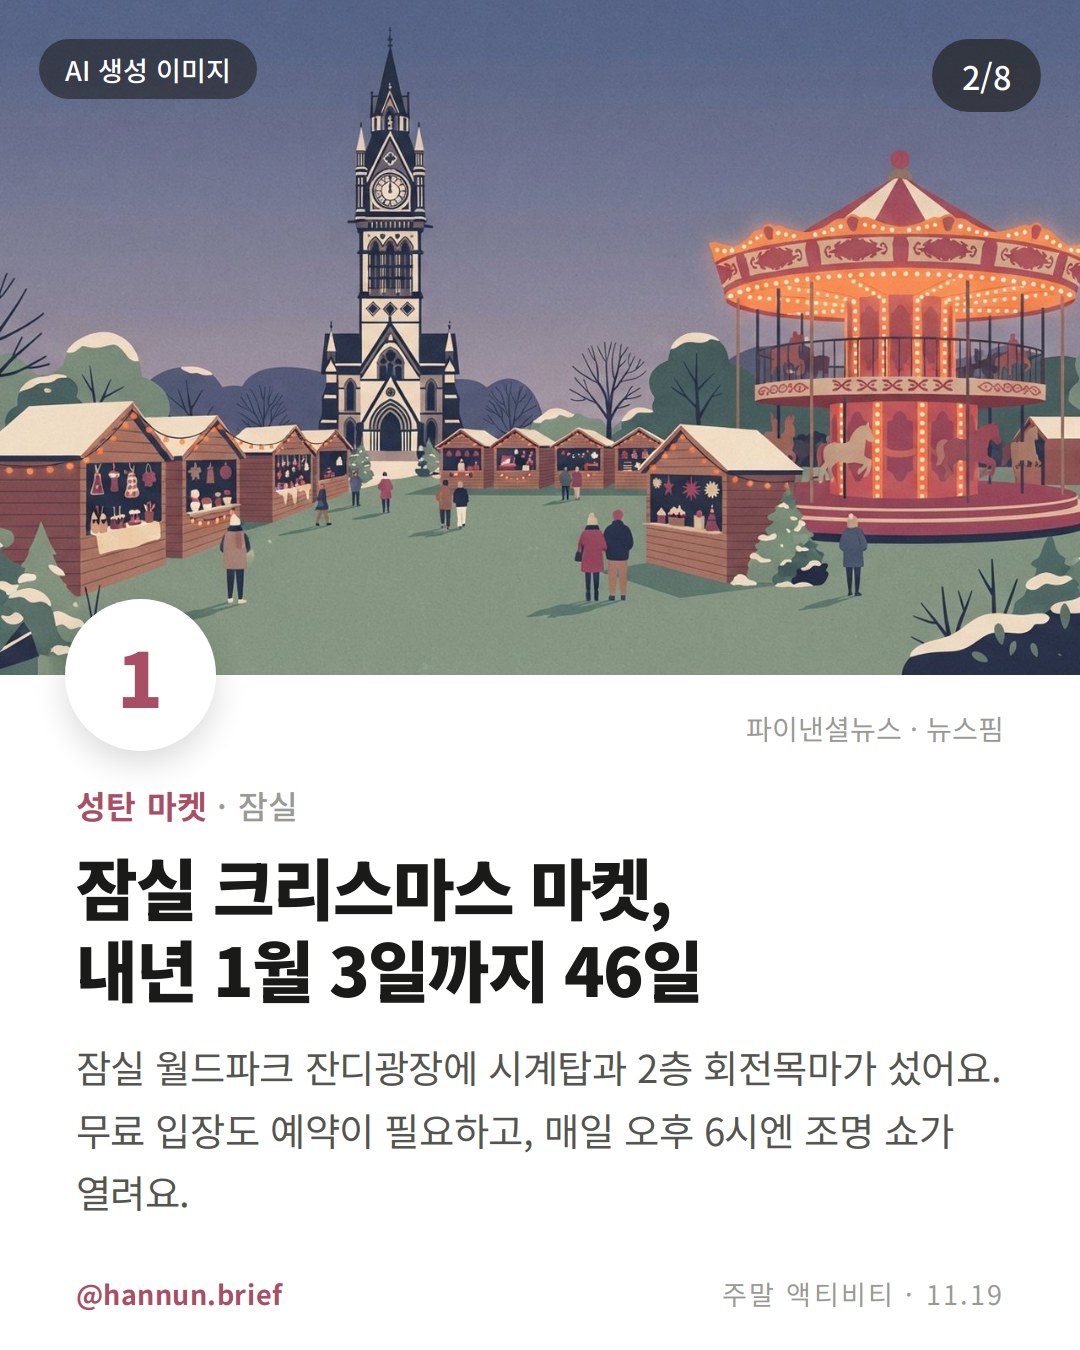 AI 생성 이미지
2/8
1
파이낸셜뉴스 · 뉴스핌
성탄 마켓 · 잠실
잠실 크리스마스 마켓,
내년 1월 3일까지 46일
잠실 월드파크 잔디광장에 시계탑과 2층 회전목마가 섰어요.
무료 입장도 예약이 필요하고, 매일 오후 6시엔 조명 쇼가
열려요.
@hannun.brief
주말 액티비티 · 11.19